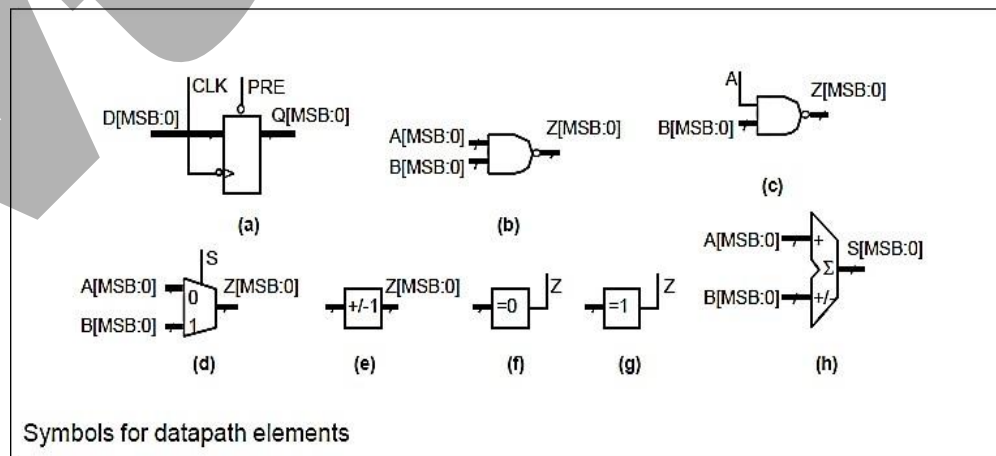 CLK PRE
D[MSB:0] Q[MSB:0]
(a)
A[MSB:0] Z[MSB:0]
B[MSB:0]
(b)
A Z[MSB:0]
B[MSB:0]
(c)
S
A[MSB:0] 0 Z[MSB:0]
B[MSB:0] 1
(d)
+/-1 Z[MSB:0]
(e)
=0 Z
(f)
=1 Z
(g)
A[MSB:0] + S[MSB:0]
Σ
B[MSB:0] +/-
(h)
Symbols for datapath elements